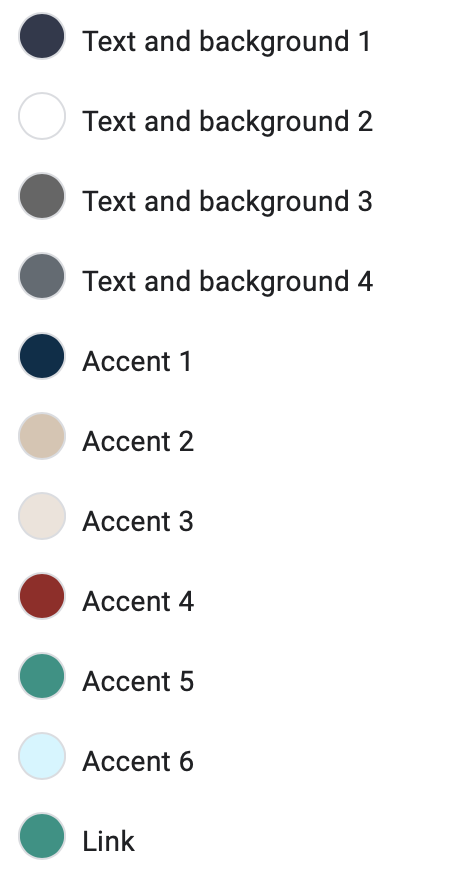 Text and background 1
Text and background 2
Text and background 3
Text and background 4
Accent 1
Accent 2
Accent 3
Accent 4
Accent 5
Accent 6
Link